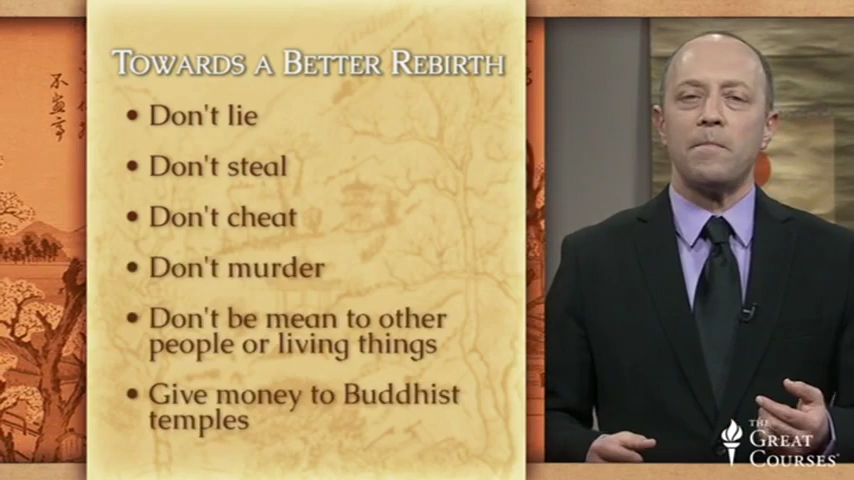 TOWARDS A BETTER REBIRTH
• Don't lie
• Don't steal
• Don't cheat
• Don't murder
• Don't be mean to other
people or living things
• Give money to Buddhist
temples
THE
GREAT
COURSES®